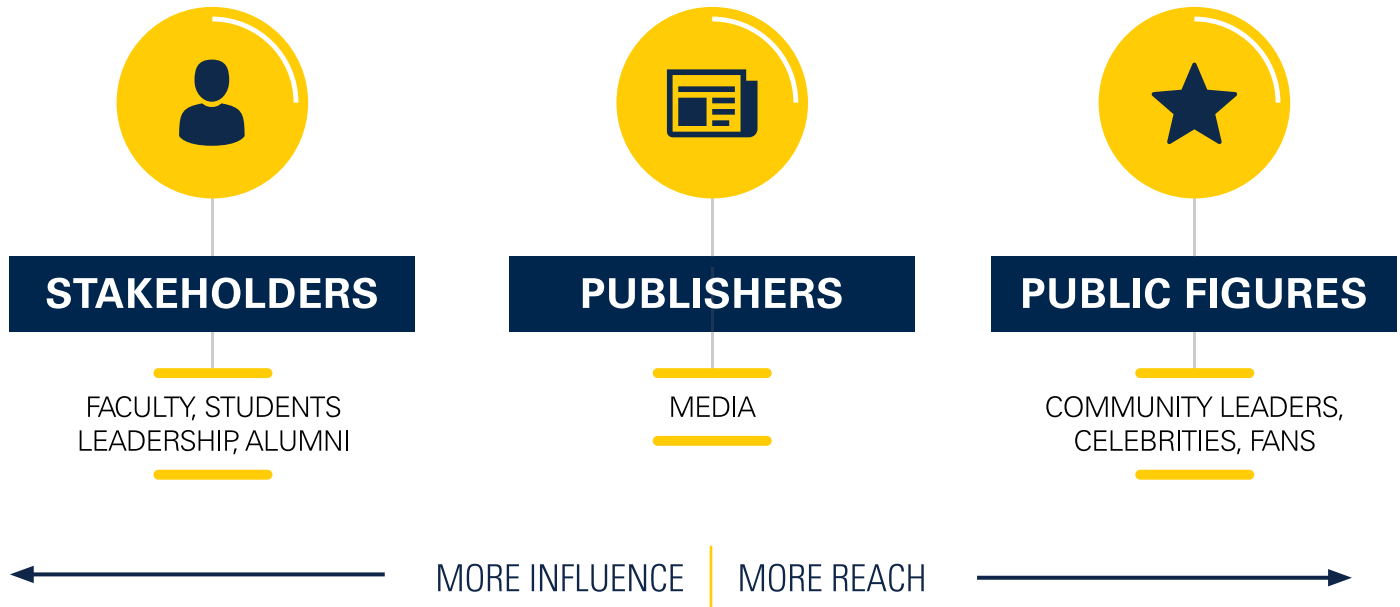 STAKEHOLDERS
FACULTY, STUDENTS
LEADERSHIP, ALUMNI
PUBLISHERS
MEDIA
PUBLIC FIGURES
COMMUNITY LEADERS,
CELEBRITIES, FANS
MORE INFLUENCE
MORE REACH